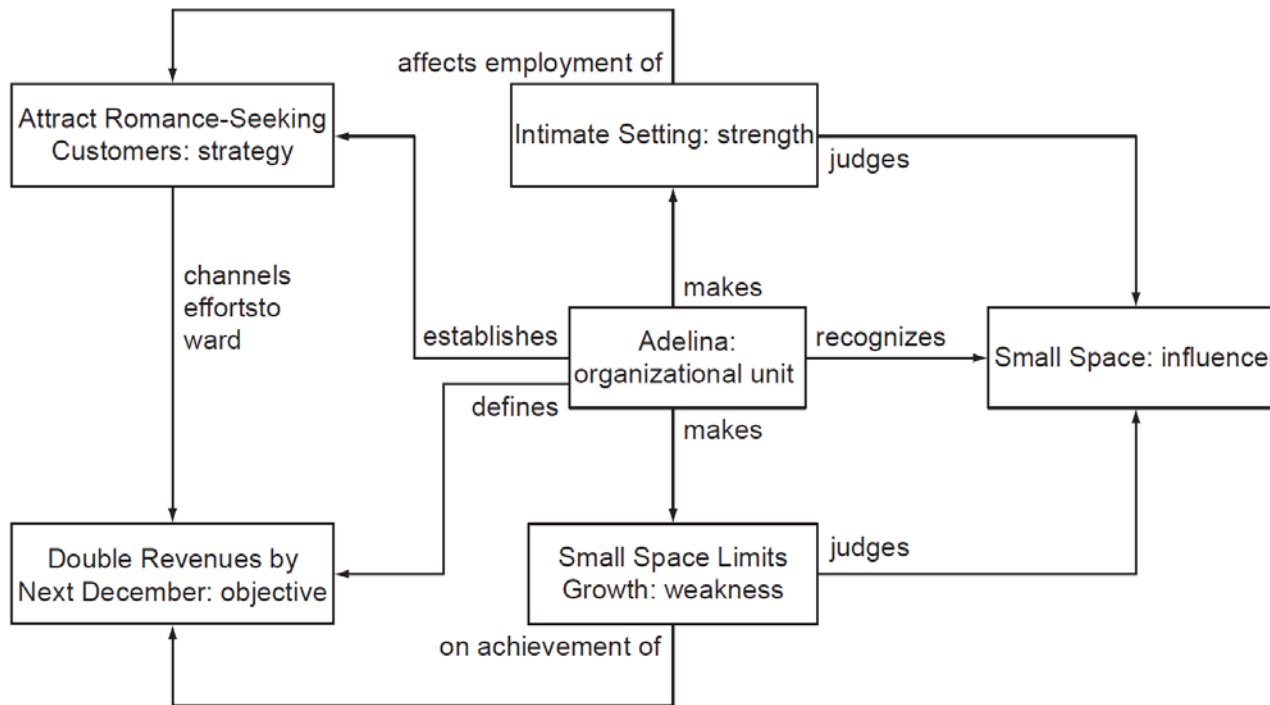 affects employment of
Attract Romance-Seeking
Customers: strategy
Intimate Setting: strength
judges
channels
effortsto
ward
makes
establishes
Adelina:
organizational unit
recognizes
Small Space: influencer
defines
makes
Double Revenues by
Next December: objective
Small Space Limits
Growth: weakness
judges
on achievement of